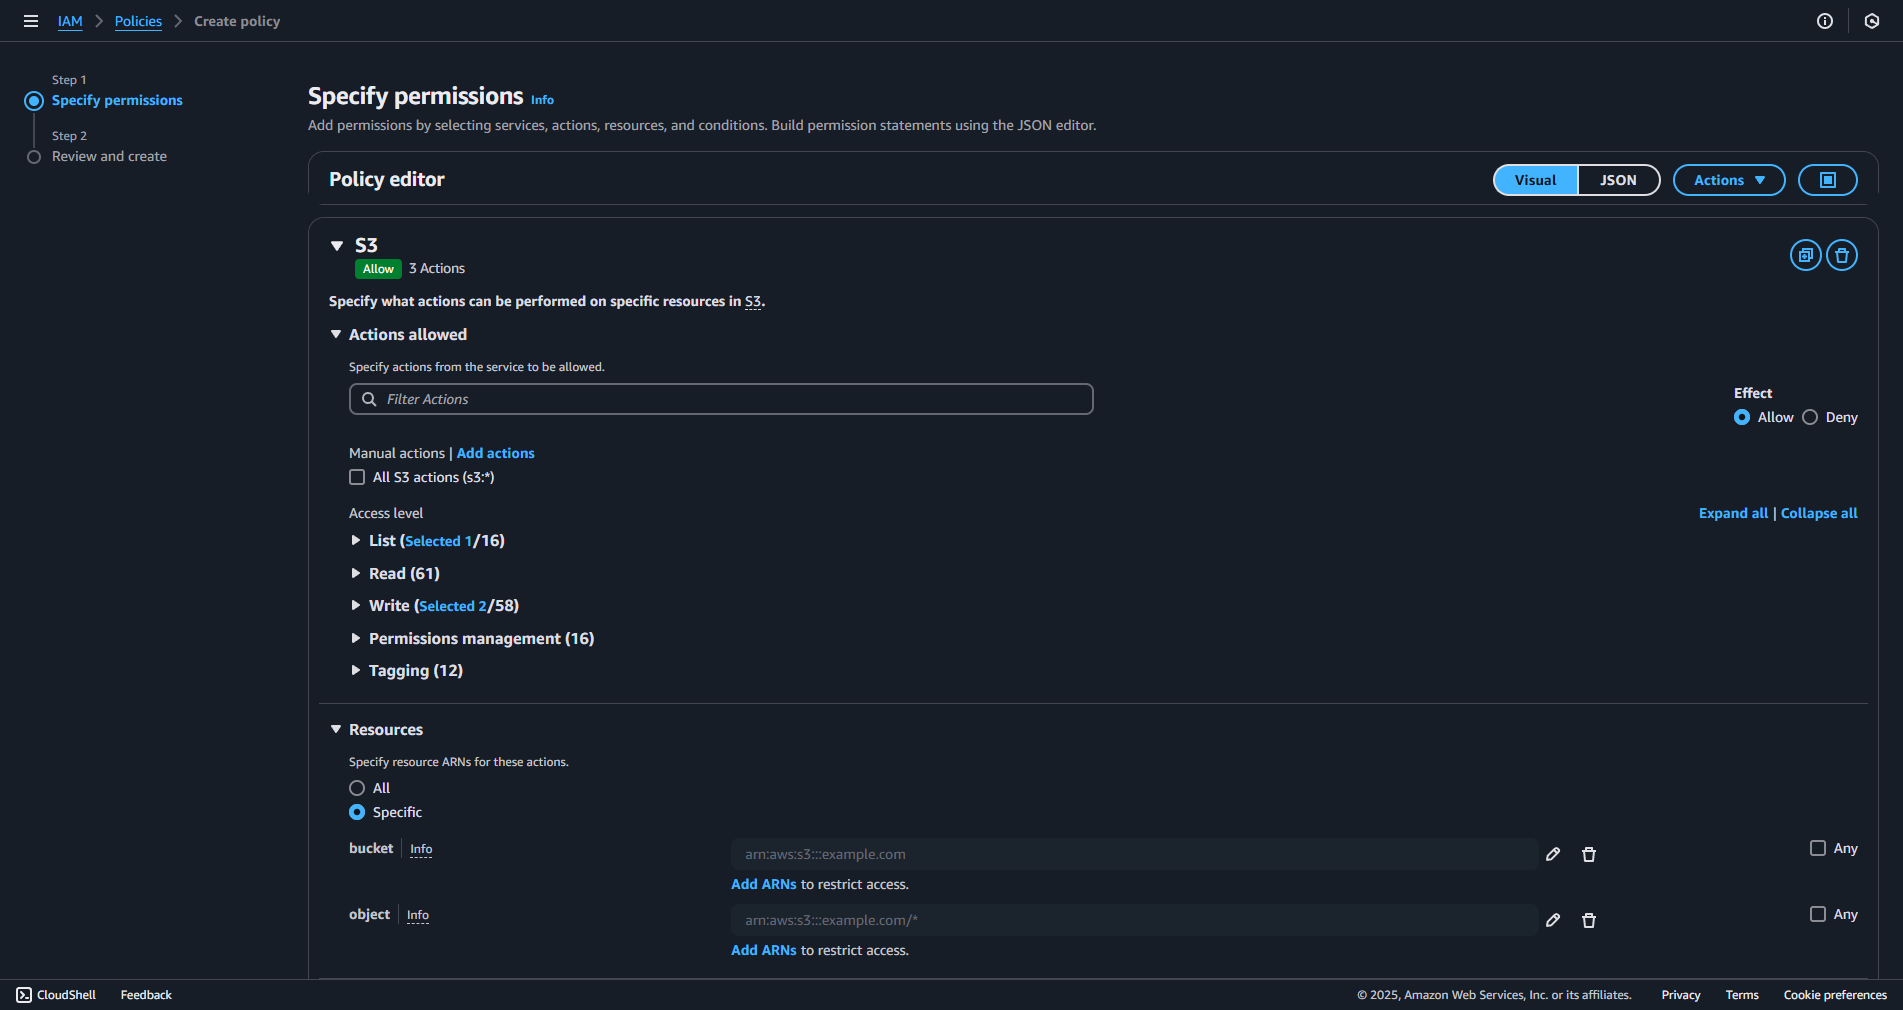 IAM > Policies > Create policy
Step 1
Specify permissions
Step 2
Review and create
Specify permissions Info
Add permissions by selecting services, actions, resources, and conditions. Build permission statements using the JSON editor.
Policy editor
Visual JSON Actions
S3
Allow 3 Actions
Specify what actions can be performed on specific resources in S3.
Actions allowed
Specify actions from the service to be allowed.
Filter Actions
Effect
Allow Deny
Manual actions | Add actions
All S3 actions (s3:*)
Access level
Expand all | Collapse all
List (Selected 1/16)
Read (61)
Write (Selected 2/58)
Permissions management (16)
Tagging (12)
Resources
Specify resource ARNs for these actions.
All
Specific
bucket Info arn:aws:s3:::example.com Any
Add ARNs to restrict access.
object Info arn:aws:s3:::example.com/* Any
Add ARNs to restrict access.
CloudShell Feedback © 2025, Amazon Web Services, Inc. or its affiliates. Privacy Terms Cookie preferences